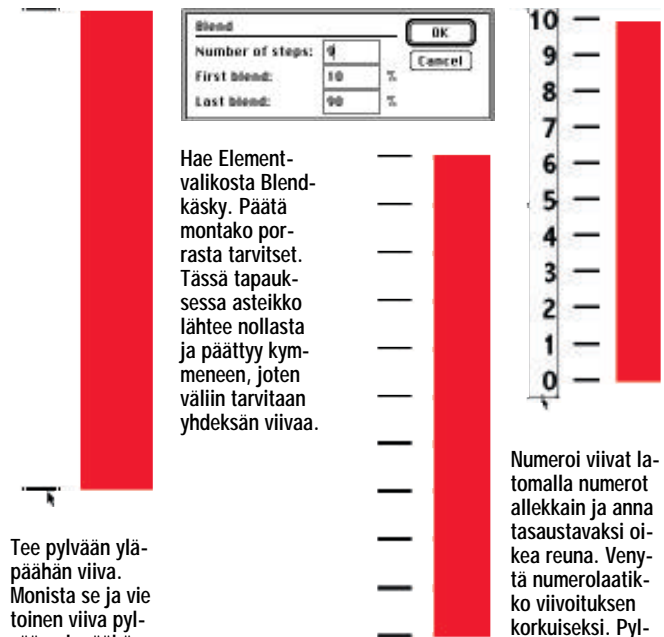 Blend
Number of steps: 9
First blend: 10 %
Last blend: 90 %
OK
Cancel
Hae Element-
valikosta Blend-
käsky. Päätä
montako por-
rasta tarvitset.
Tässä tapauk-
sessa asteikko
lähtee nollasta
ja päättyy kym-
meneen, joten
väliin tarvitaan
yhdeksän viivaa.
10
9
8
7
6
5
4
3
2
1
0
Tee pylvään ylä-
päähän viiva.
Monista se ja vie
toinen viiva pyl-
Numeroi viivat la-
tomalla numerot
allekkain ja anna
tasaustavaksi oi-
kea reuna. Veny-
tä numerolaatik-
ko viivoituksen
korkuiseksi. Pyl-